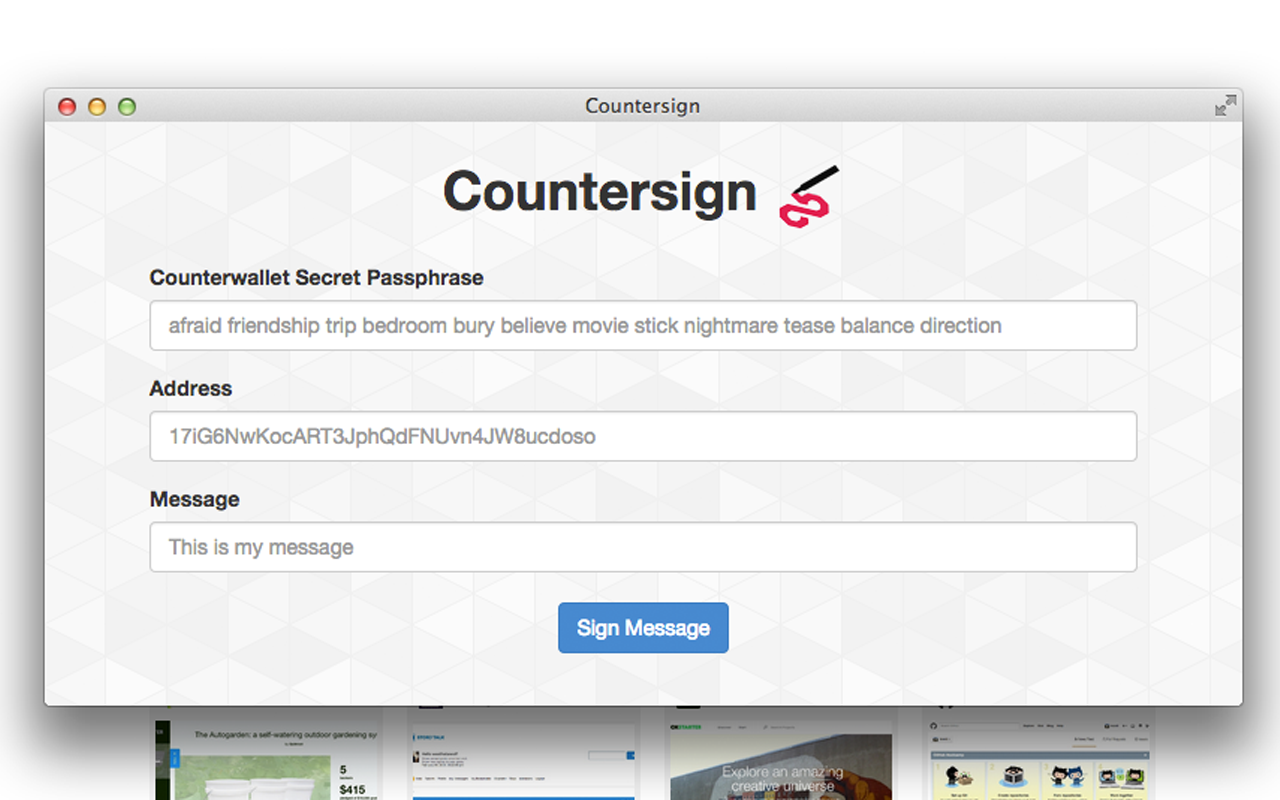 Countersign
Countersign
Counterwallet Secret Passphrase
afraid friendship trip bedroom bury believe movie stick nightmare tease balance direction
Address
17iG6NwKocART3JphQdFNUvn4JW8ucdoso
Message
This is my message
Sign Message
The Autogarden: a self-watering outdoor gardening sy
5
$415
Explore an amazing
creative universe